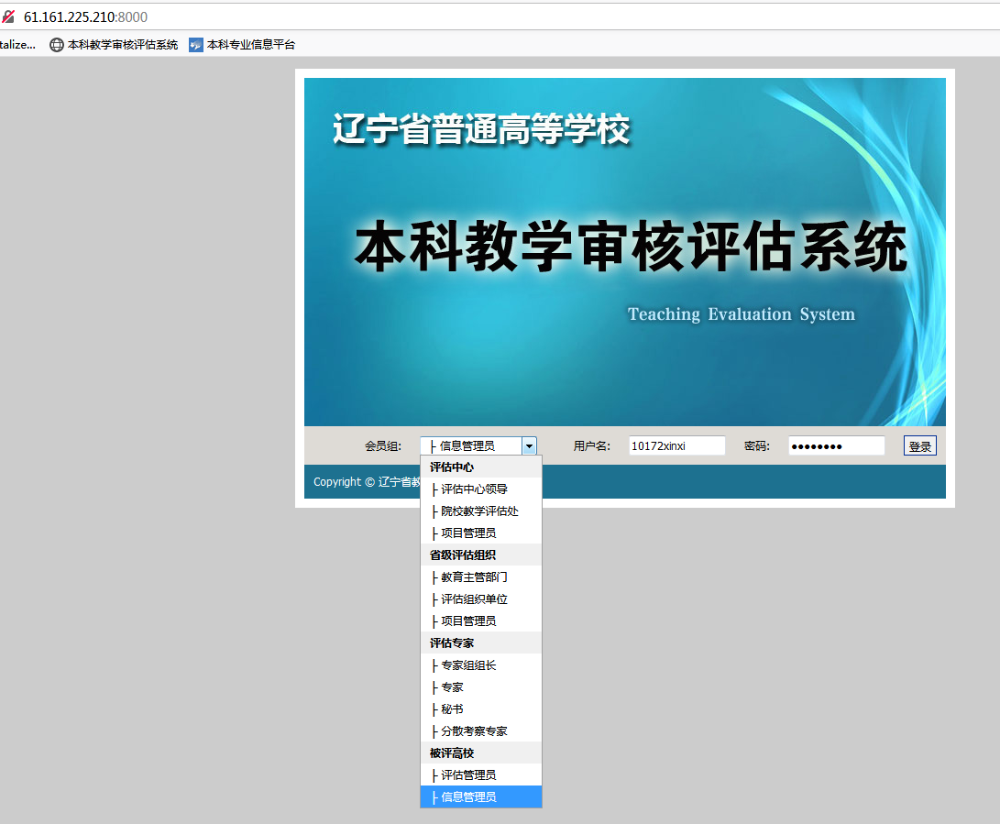 61.161.225.210:8000
talize... 本科教学审核评估系统 本科专业信息平台
辽宁省普通高等学校
本科教学审核评估系统
Teaching Evaluation System
会员组: ├ 信息管理员 用户名: 10172xinxi 密码: ●●●●●●●● 登录
Copyright © 辽宁省教
评估中心
├ 评估中心领导
├ 院校教学评估处
├ 项目管理员
省级评估组织
├ 教育主管部门
├ 评估组织单位
├ 项目管理员
评估专家
├ 专家组组长
├ 专家
├ 秘书
├ 分散考察专家
被评高校
├ 评估管理员
├ 信息管理员